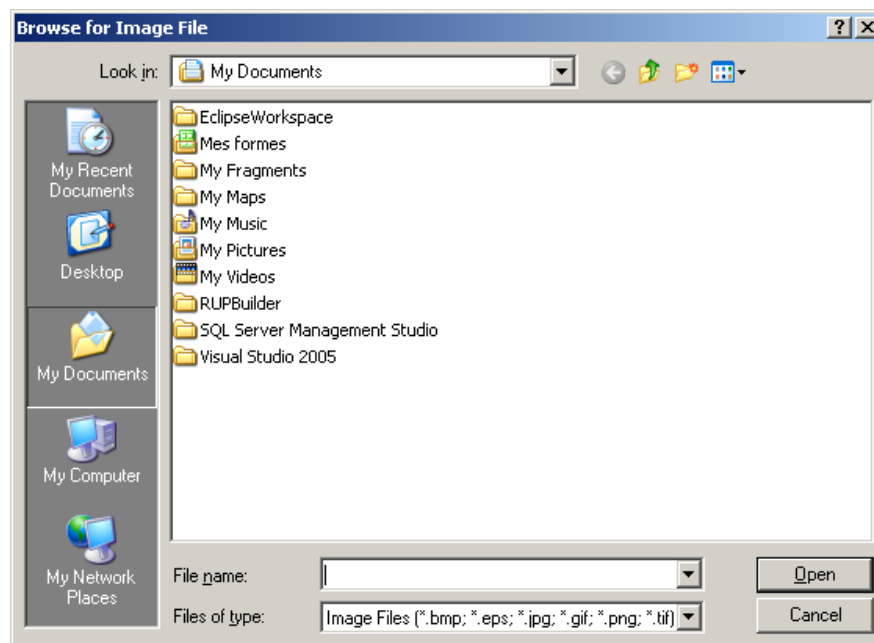 Browse for Image File
Look in: My Documents
My Recent
Documents
Desktop
My Documents
My Computer
My Network
Places
EclipseWorkspace
Mes formes
My Fragments
My Maps
My Music
My Pictures
My Videos
RUPBuilder
SQL Server Management Studio
Visual Studio 2005
File name:
Open
Files of type: Image Files (*.bmp; *.eps; *.jpg; *.gif; *.png; *.tif)
Cancel